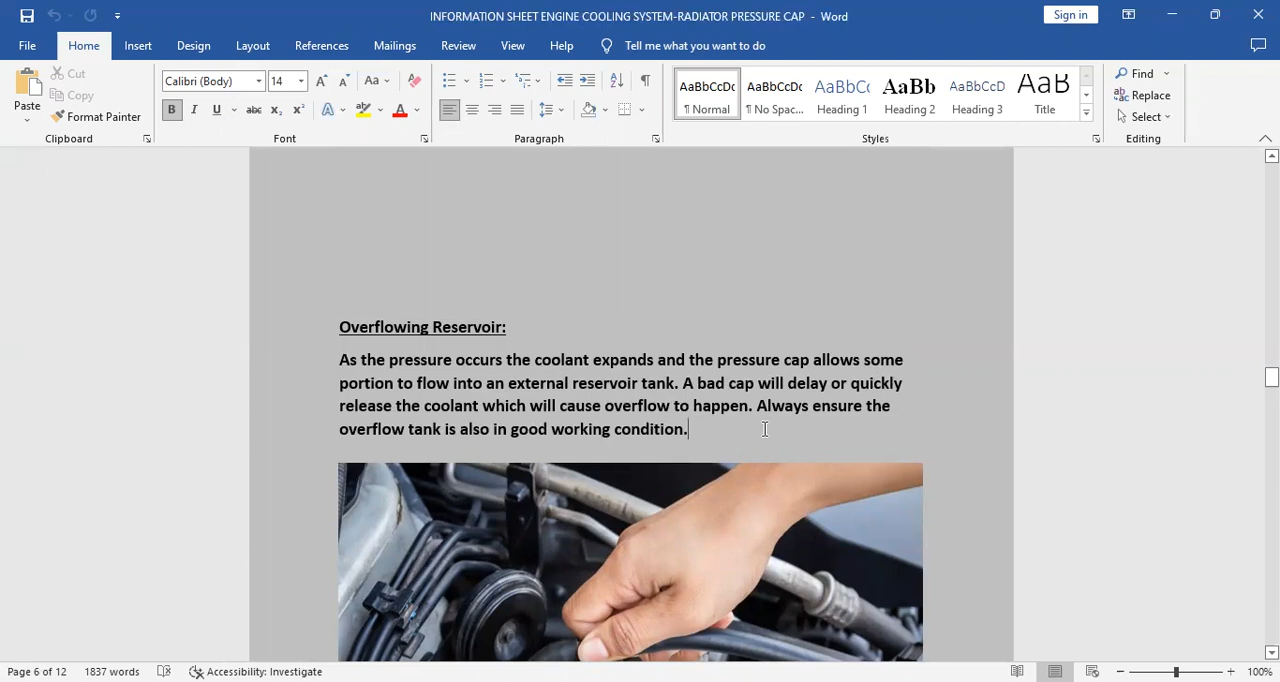 INFORMATION SHEET ENGINE COOLING SYSTEM-RADIATOR PRESSURE CAP - Word
Sign in
File Home Insert Design Layout References Mailings Review View Help Tell me what you want to do
Paste
Cut
Copy
Format Painter
Clipboard
Calibri (Body) 14
Aa
B I U abc x₂ x² A A
Font
Paragraph
AaBbCcDc ¶ Normal
AaBbCcDc ¶ No Spac...
AaBbCc Heading 1
AaBb Heading 2
AaBbCcD Heading 3
AaB Title
Styles
Find
Replace
Select
Editing
Overflowing Reservoir:
As the pressure occurs the coolant expands and the pressure cap allows some
portion to flow into an external reservoir tank. A bad cap will delay or quickly
release the coolant which will cause overflow to happen. Always ensure the
overflow tank is also in good working condition.
Page 6 of 12 1837 words Accessibility: Investigate 100%